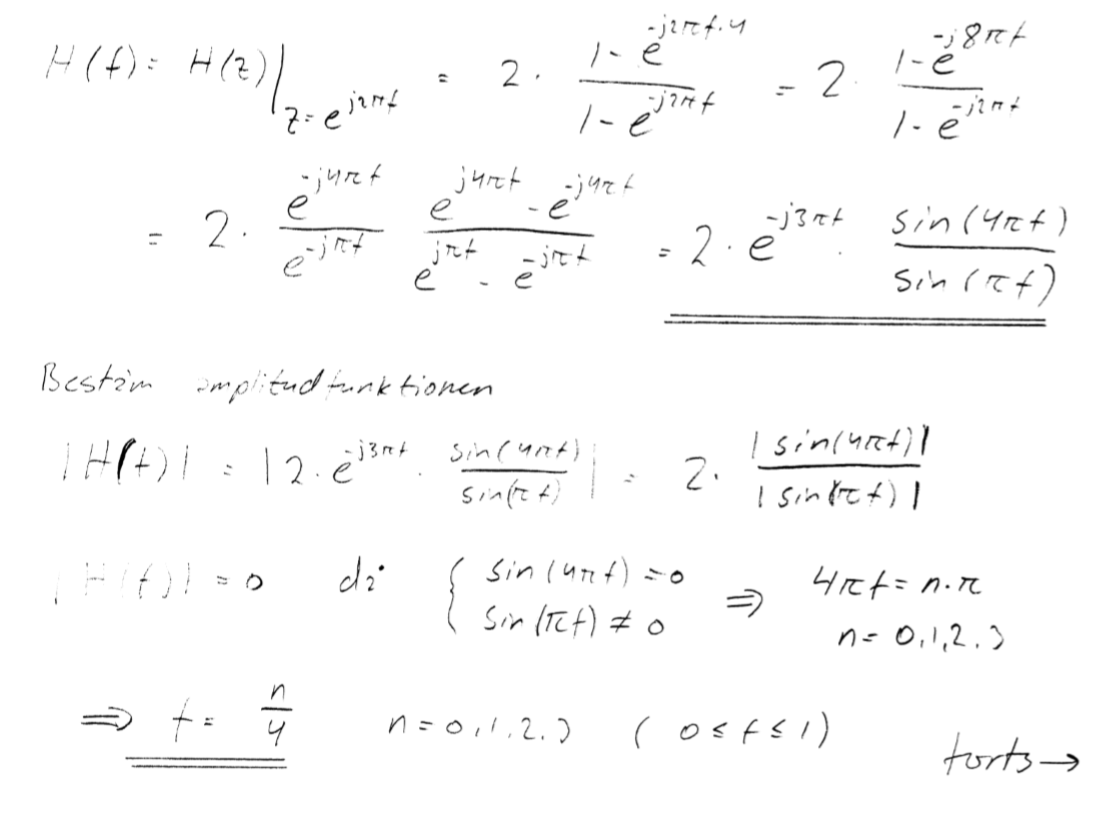 H(f) = H(z)|_{z=e^{j2πf}} = 2 · (1 - e^{-j2πf·4})/(1 - e^{-j2πf}) = 2 · (1 - e^{-j8πf})/(1 - e^{-j2πf})
= 2 · (e^{-j4πf})/(e^{-jπf}) (e^{j4πf} - e^{-j4πf})/(e^{jπf} - e^{-jπf}) = 2 · e^{-j3πf} · (sin(4πf))/(sin(πf))
Bestäm amplitudfunktionen
|H(f)| = |2 · e^{-j3πf} · (sin(4πf))/(sin(πf))| = 2 · (|sin(4πf)|)/(|sin(πf)|)
|H(f)| = 0 då { sin(4πf) = 0 ⇒ 4πf = n·π
sin(πf) ≠ 0 n = 0,1,2,3
⇒ f = n/4 n = 0,1,2,3 (0 ≤ f ≤ 1)
forts →